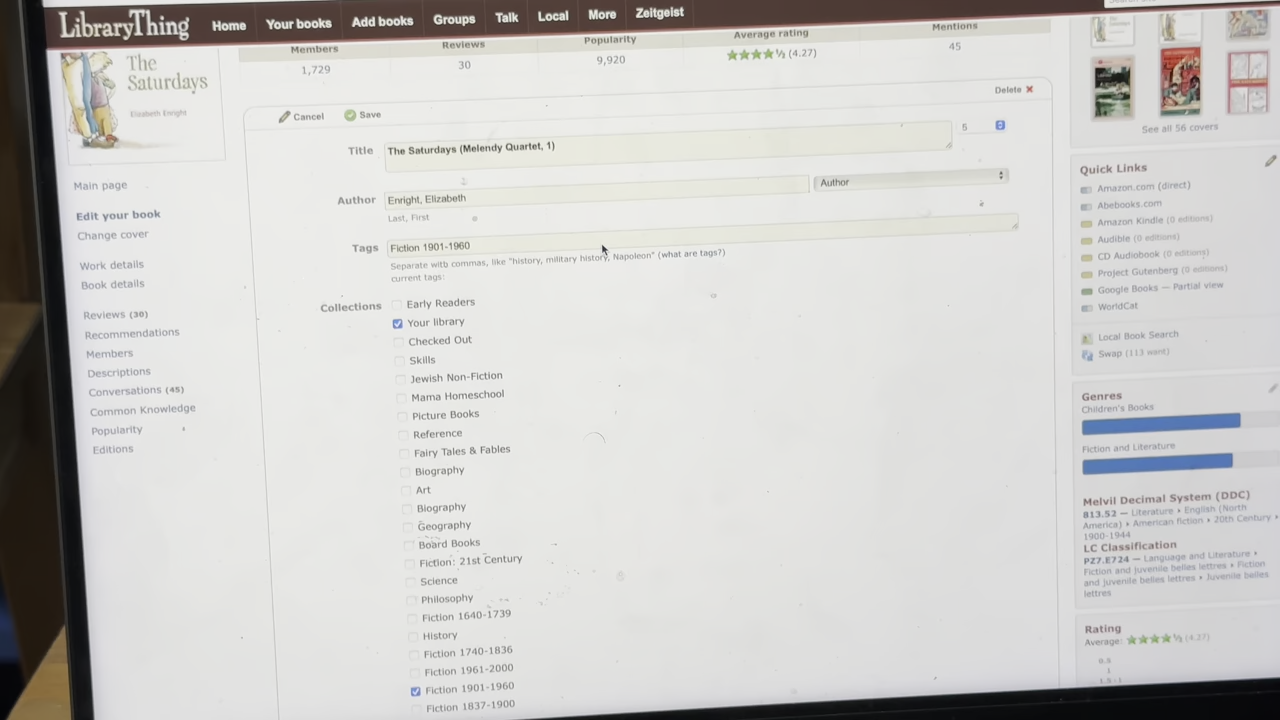 LibraryThing
Home Your books Add books Groups Talk Local More Zeitgeist
The
Saturdays
Elizabeth Enright
Members Reviews Popularity Average rating Mentions
1,729 30 9,920 (4.27) 45
Main page
Edit your book
Change cover
Work details
Book details
Reviews (30)
Recommendations
Members
Descriptions
Conversations (45)
Common Knowledge
Popularity
Editions
Cancel Save Delete
Title The Saturdays (Melendy Quartet, 1) 5
Author Enright, Elizabeth Author
Last, First
Tags Fiction 1901-1960
Separate with commas, like "history, military history, Napoleon" (what are tags?)
current tags:
Collections Early Readers
Your library
Checked Out
Skills
Jewish Non-Fiction
Mama Homeschool
Picture Books
Reference
Fairy Tales & Fables
Biography
Art
Biography
Geography
Board Books
Fiction: 21st Century
Science
Philosophy
Fiction 1640-1739
History
Fiction 1740-1836
Fiction 1961-2000
Fiction 1901-1960
Fiction 1837-1900
See all 56 covers
Quick Links
Amazon.com (direct)
Abebooks.com
Amazon Kindle (0 editions)
Audible (0 editions)
CD Audiobook (0 editions)
Project Gutenberg (0 editions)
Google Books — Partial view
WorldCat
Local Book Search
Swap (113 want)
Genres
Children's Books
Fiction and Literature
Melvil Decimal System (DDC)
813.52 — Literature › English (North
America) › American fiction › 20th Century ›
1900-1944
LC Classification
PZ7.E724 — Language and Literature ›
Fiction and juvenile belles lettres › Fiction
and juvenile belles lettres › Juvenile belles
lettres
Rating
Average: (4.27)
0.5
1